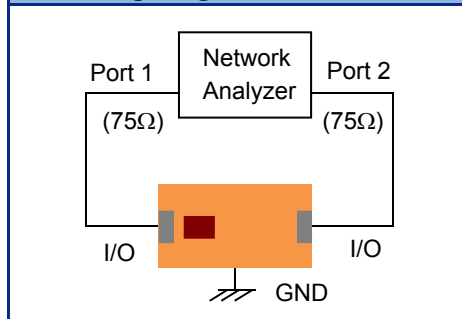 Network
Analyzer
Port 1
Port 2
(75Ω)
(75Ω)
I/O
I/O
GND